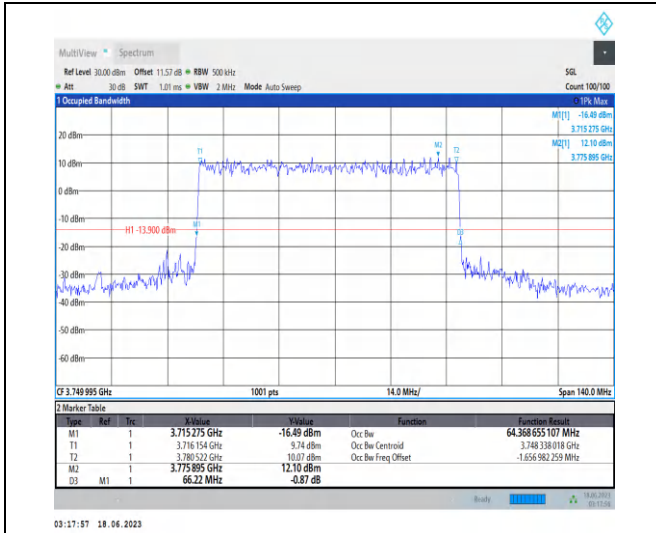 MultiView Spectrum
Ref Level 30.00 dBm Offset 11.57 dB RBW 500 kHz SGL
Att 30 dB SWT 1.01 ms VBW 2 MHz Mode Auto Sweep Count 100/100
1 Occupied Bandwidth 1Pk Max
M1[1] -16.49 dBm
3.715 275 GHz
20 dBm
M2[1] 12.10 dBm
3.775 895 GHz
T1 M2 T2
10 dBm
0 dBm
-10 dBm
H1 -13.900 dBm M1 D3
-20 dBm
-30 dBm
-40 dBm
-50 dBm
-60 dBm
CF 3.749 995 GHz 1001 pts 14.0 MHz/ Span 140.0 MHz
2 Marker Table
Type Ref Trc X-Value Y-Value Function Function Result
M1 1 3.715 275 GHz -16.49 dBm Occ Bw 64.368 655 107 MHz
T1 1 3.716 154 GHz 9.74 dBm Occ Bw Centroid 3.748 338 018 GHz
T2 1 3.780 522 GHz 10.07 dBm Occ Bw Freq Offset -1.656 982 259 MHz
M2 1 3.775 895 GHz 12.10 dBm
D3 M1 1 66.22 MHz -0.87 dB
Ready 18.06.2023
03:17:58
03:17:57 18.06.2023